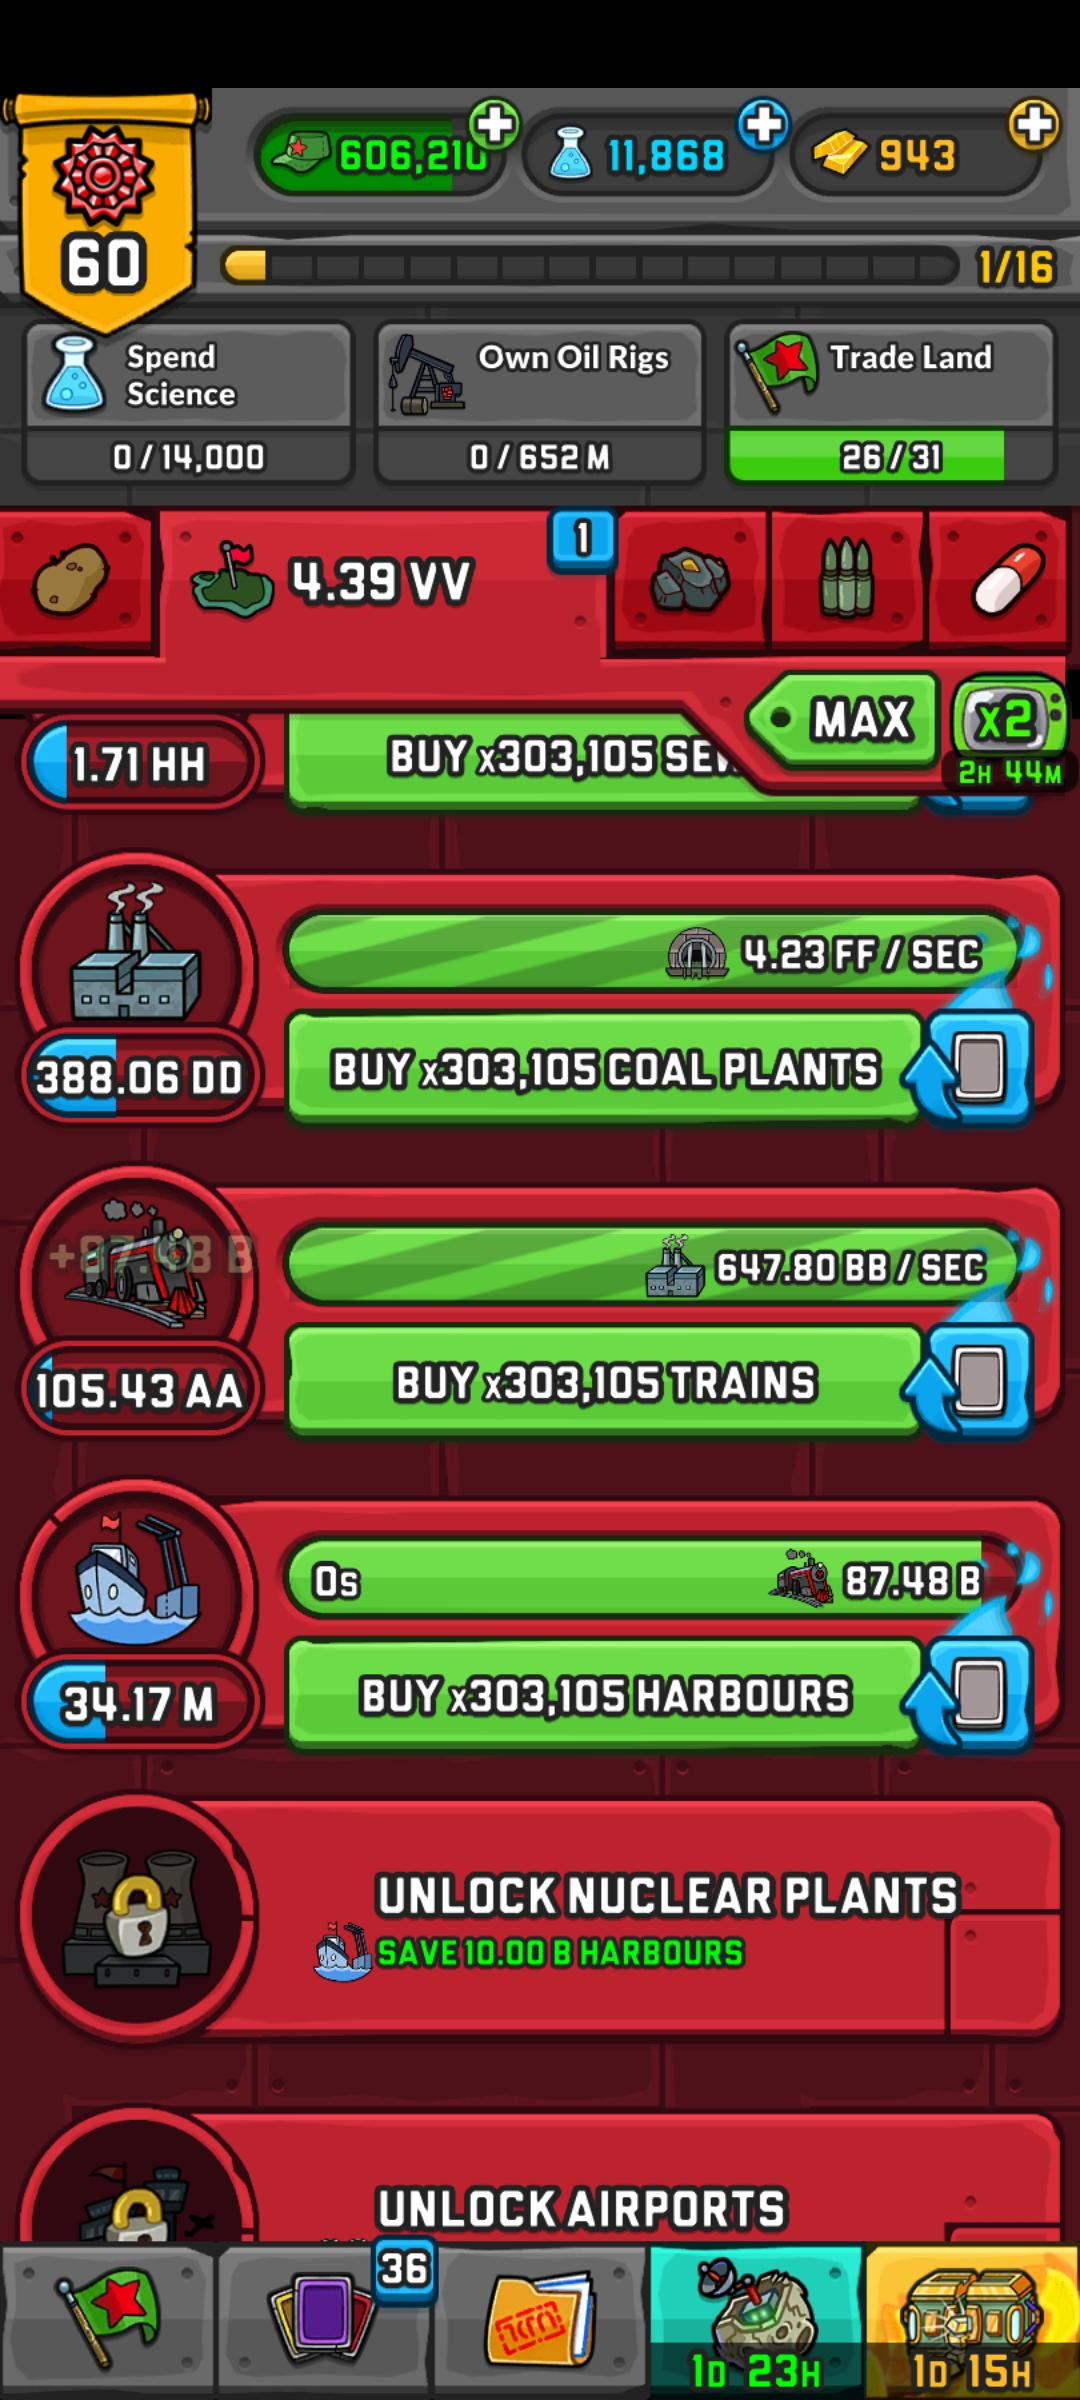 606,210
11,868
943
60
1/16
Spend
Science
0/14,000
Own Oil Rigs
0/652 M
Trade Land
26/31
4.39 VV
1
MAX
x2
2H 44M
1.71 HH
BUY x303,105
4.23 FF / SEC
388.06 DD
BUY x303,105 COAL PLANTS
+87.48 B
647.80 BB / SEC
105.43 AA
BUY x303,105 TRAINS
0s
87.48 B
34.17 M
BUY x303,105 HARBOURS
UNLOCK NUCLEAR PLANTS
SAVE 10.00 B HARBOURS
UNLOCK AIRPORTS
36
1D 23H
1D 15H